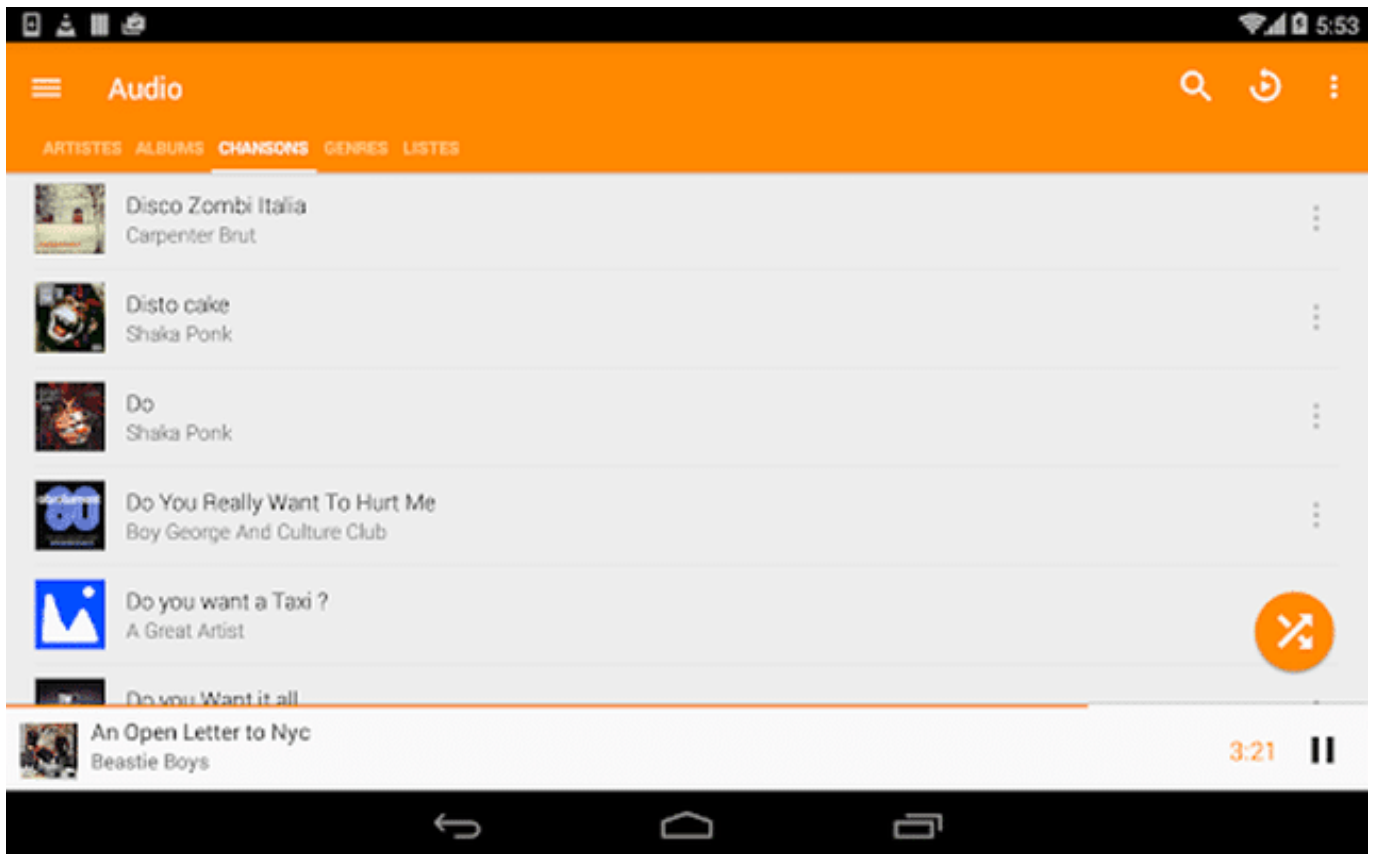 5:53
Audio
ARTISTES ALBUMS CHANSONS GENRES LISTES
Disco Zombi Italia
Carpenter Brut
Disto cake
Shaka Ponk
Do
Shaka Ponk
Do You Really Want To Hurt Me
Boy George And Culture Club
80
Do you want a Taxi ?
A Great Artist
Do you Want it all
An Open Letter to Nyc
Beastie Boys
3:21